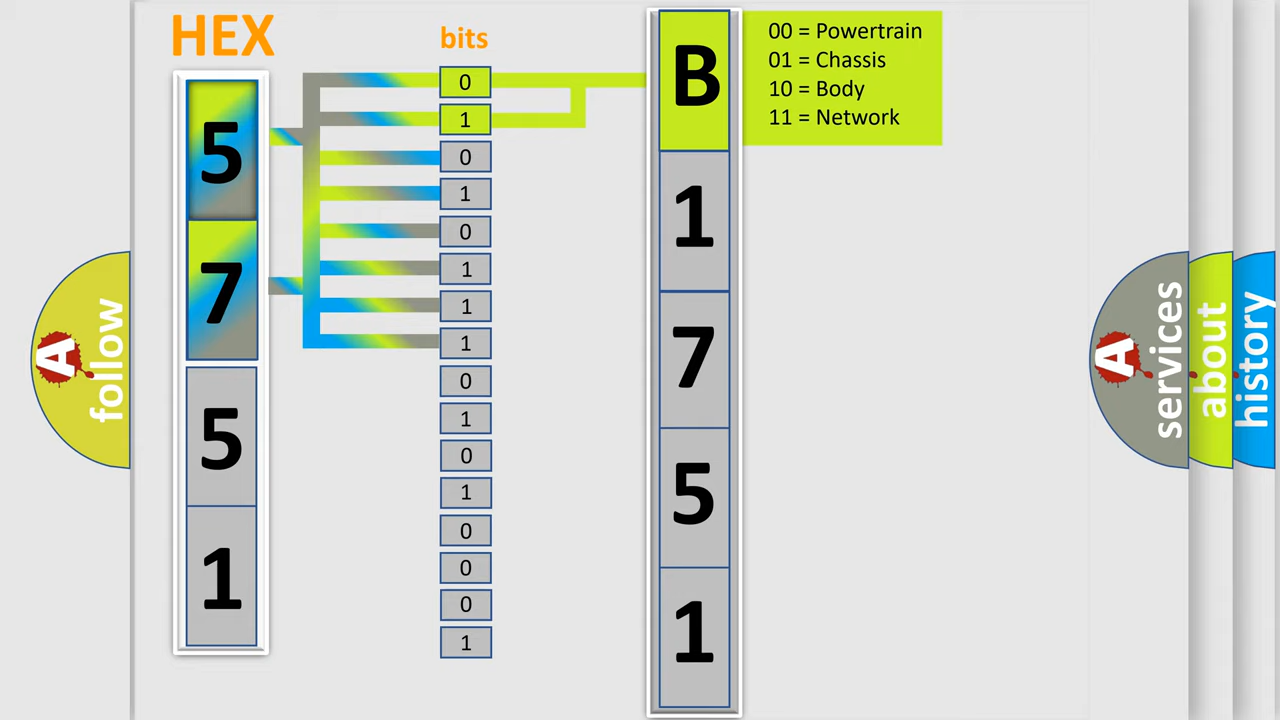 HEX
bits
5
7
5
1
0
1
0
1
0
1
1
1
0
1
0
1
0
0
0
1
B
1
7
5
1
00 = Powertrain
01 = Chassis
10 = Body
11 = Network
A follow
A services
about
history